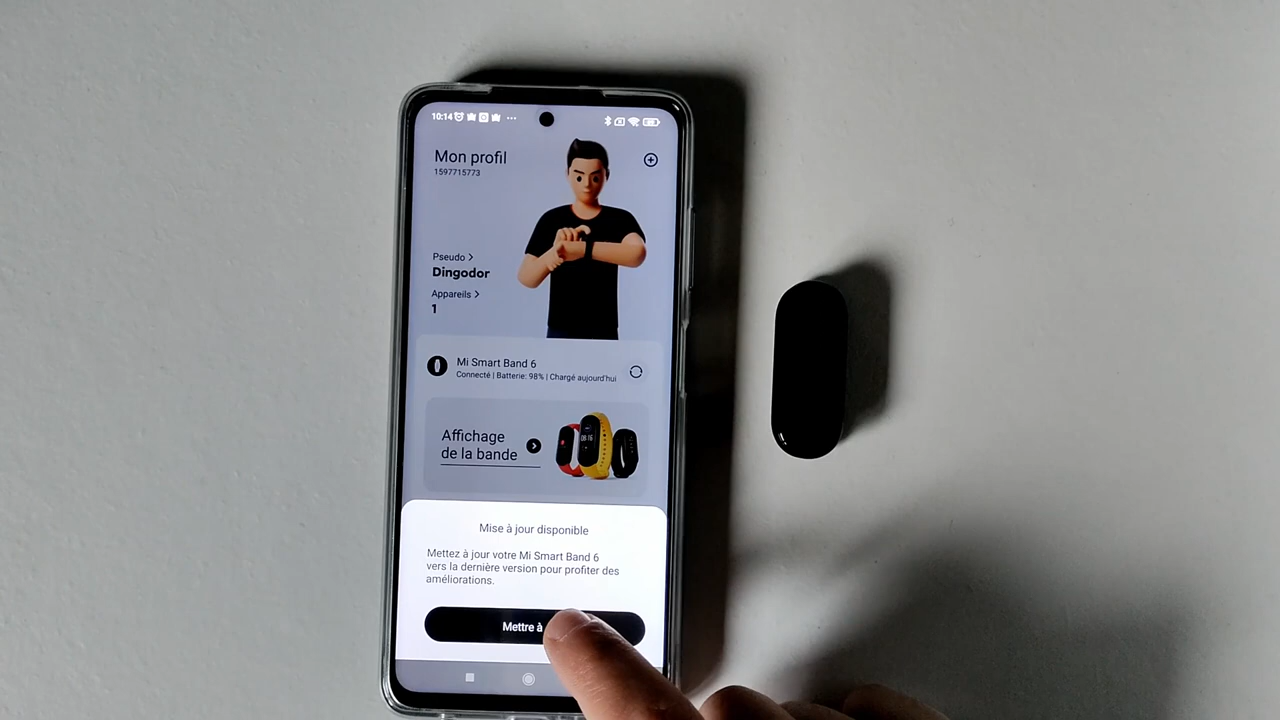 10:14
Mon profil
1597715773
Pseudo >
Dingodor
Appareils >
1
Mi Smart Band 6
Connecté | Batterie: 98% | Chargé aujourd'hui
Affichage
de la bande
08:16
Mise à jour disponible
Mettez à jour votre Mi Smart Band 6
vers la dernière version pour profiter des
améliorations.
Mettre à